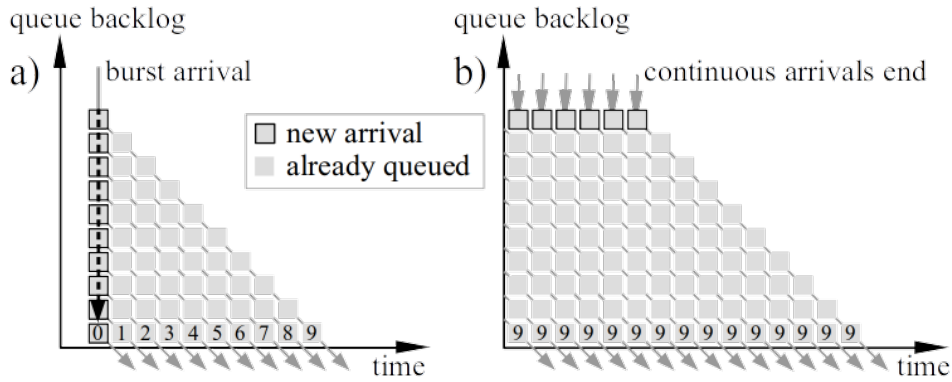 queue backlog
a)
burst arrival
new arrival
already queued
0 1 2 3 4 5 6 7 8 9
time
queue backlog
b)
continuous arrivals end
9 9 9 9 9 9 9 9 9 9 9 9 9 9 9
time